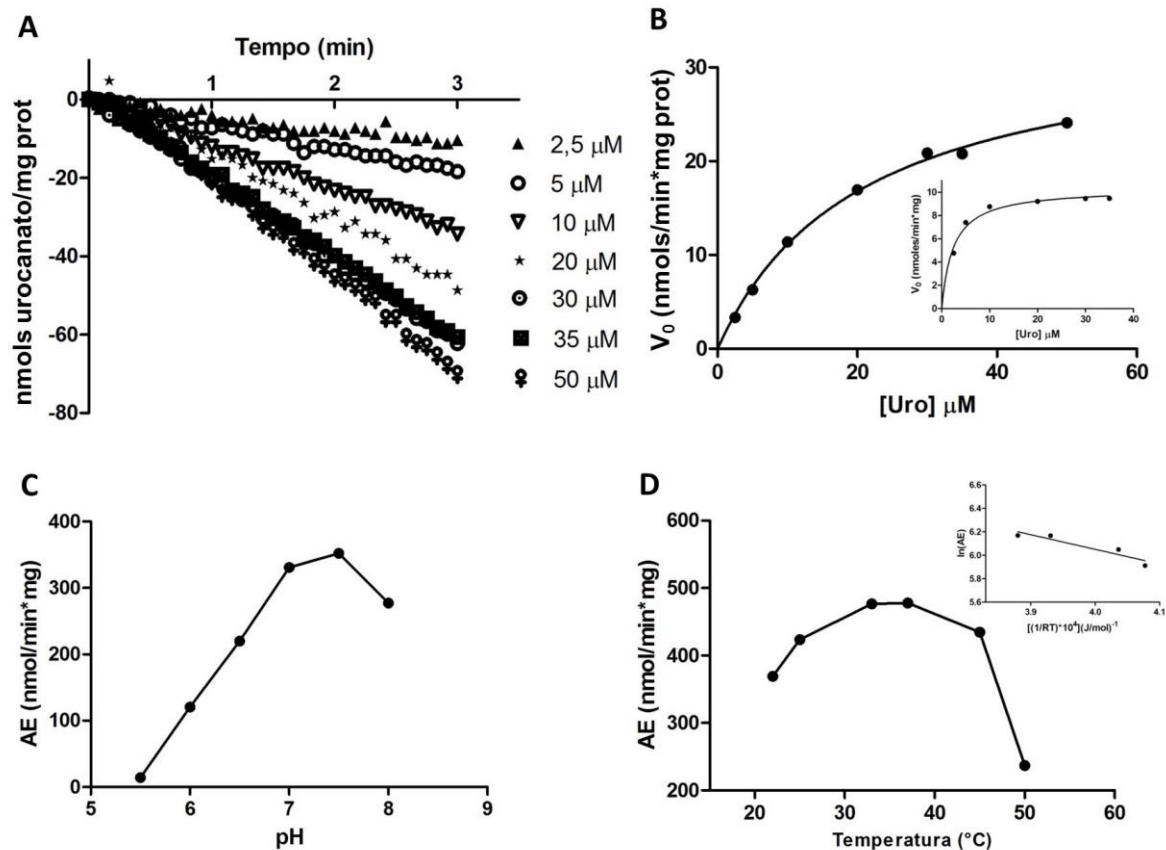 A
Tempo (min)
1 2 3
0
-20
-40
-60
-80
nmols urocanato/mg prot
2,5 µM
5 µM
10 µM
20 µM
30 µM
35 µM
50 µM
B
30
20
10
0
V₀ (nmols/min*mg prot)
0 20 40 60
[Uro] µM
10
8
6
4
2
0
V₀ (nmoles/min*mg)
0 10 20 30 40
[Uro] µM
C
400
300
200
100
0
AE (nmol/min*mg)
5 6 7 8 9
pH
D
600
500
400
300
200
AE (nmol/min*mg)
20 30 40 50 60
Temperatura (°C)
6.6
6.4
6.2
6.0
5.8
5.6
ln(AE)
3.9 4.0 4.1
[(1/RT)*10⁴](J/mol)⁻¹